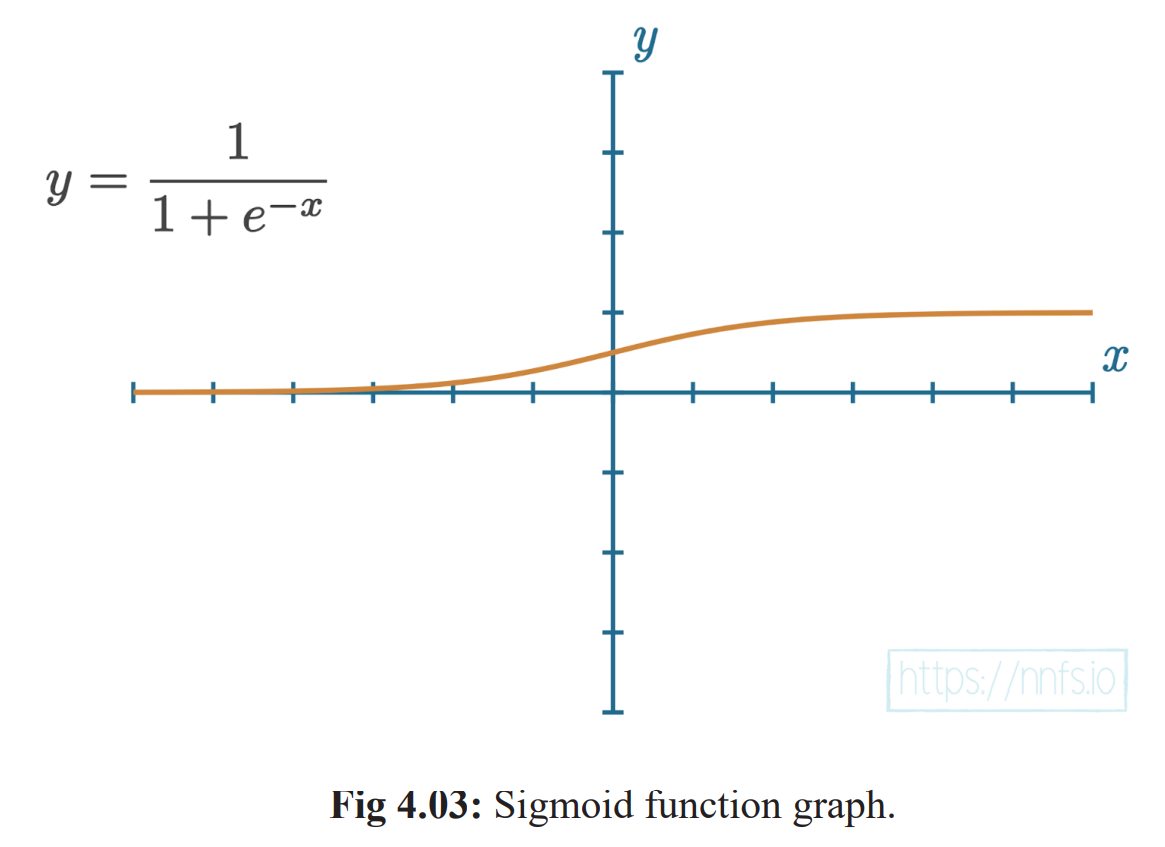 y
y = 1 / (1 + e^{-x})
x
https://nnfs.io
Fig 4.03: Sigmoid function graph.